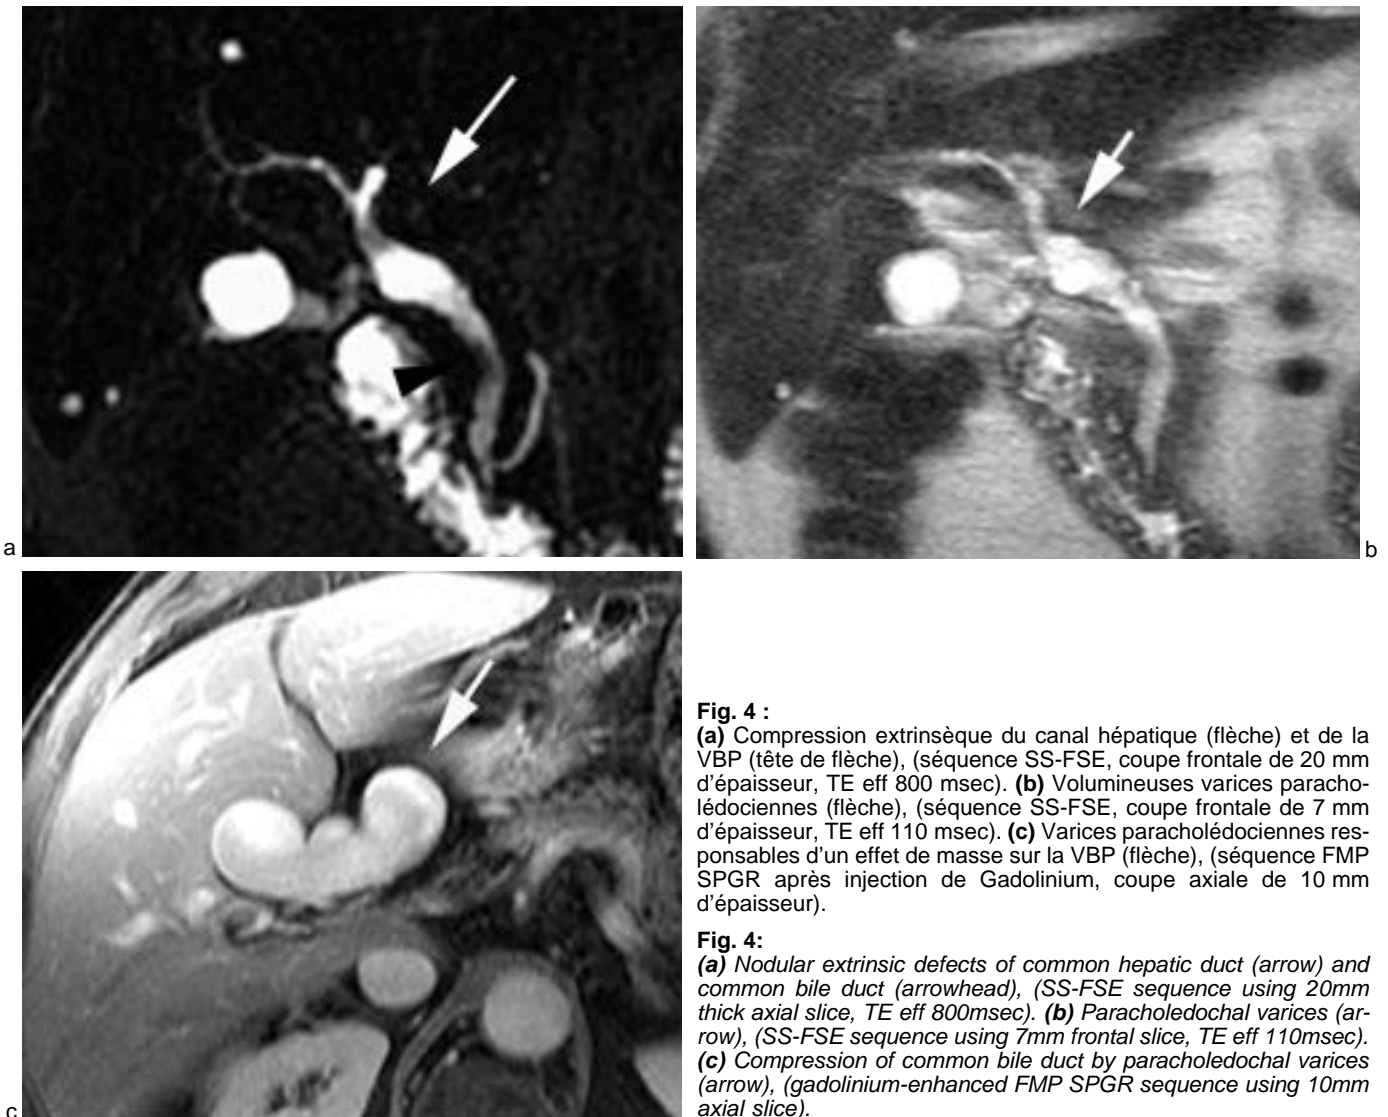 a
b
c
Fig. 4 :
(a) Compression extrinsèque du canal hépatique (flèche) et de la
VBP (tête de flèche), (séquence SS-FSE, coupe frontale de 20 mm
d'épaisseur, TE eff 800 msec). (b) Volumineuses varices paracho-
lédociennes (flèche), (séquence SS-FSE, coupe frontale de 7 mm
d'épaisseur, TE eff 110 msec). (c) Varices paracholédociennes res-
ponsables d'un effet de masse sur la VBP (flèche), (séquence FMP
SPGR après injection de Gadolinium, coupe axiale de 10 mm
d'épaisseur).
Fig. 4:
(a) Nodular extrinsic defects of common hepatic duct (arrow) and
common bile duct (arrowhead), (SS-FSE sequence using 20mm
thick axial slice, TE eff 800msec). (b) Paracholedochal varices (ar-
row), (SS-FSE sequence using 7mm frontal slice, TE eff 110msec).
(c) Compression of common bile duct by paracholedochal varices
(arrow), (gadolinium-enhanced FMP SPGR sequence using 10mm
axial slice).